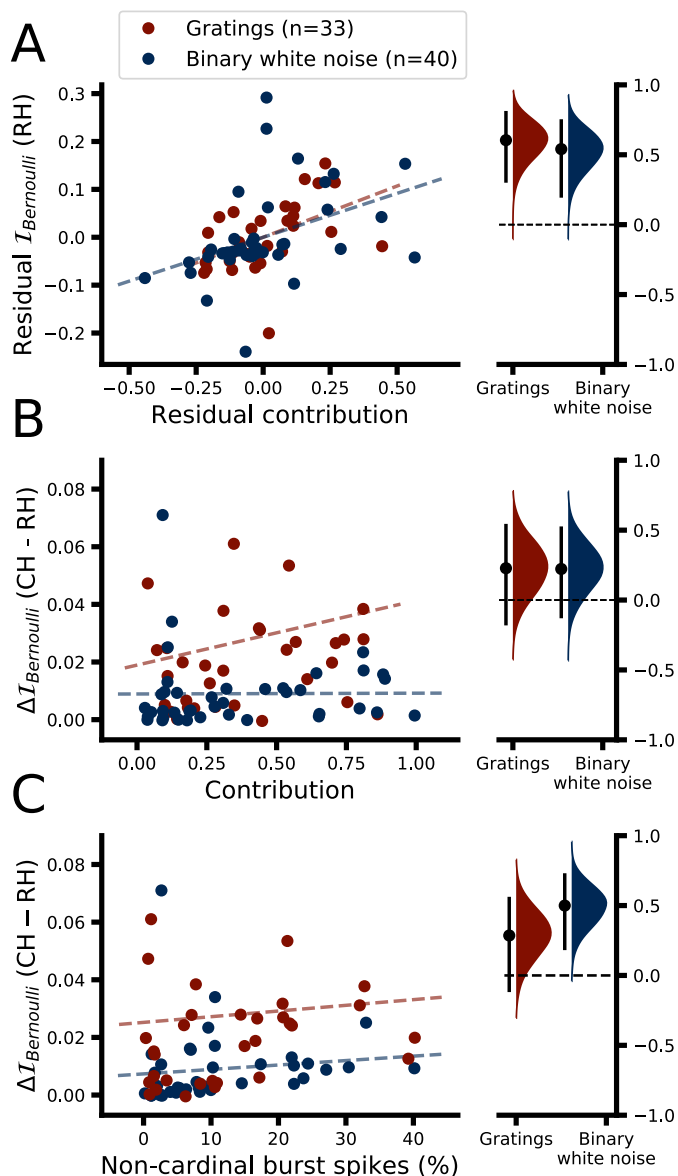 A
Gratings (n=33)
Binary white noise (n=40)
Residual I_Bernoulli (RH)
0.3
0.2
0.1
0.0
−0.1
−0.2
−0.50
−0.25
0.00
0.25
0.50
Residual contribution
1.0
0.5
0.0
−0.5
−1.0
Gratings
Binary
white noise
B
ΔI_Bernoulli (CH - RH)
0.08
0.06
0.04
0.02
0.00
0.00
0.25
0.50
0.75
1.00
Contribution
1.0
0.5
0.0
−0.5
−1.0
Gratings
Binary
white noise
C
ΔI_Bernoulli (CH − RH)
0.08
0.06
0.04
0.02
0.00
0
10
20
30
40
Non-cardinal burst spikes (%)
1.0
0.5
0.0
−0.5
−1.0
Gratings
Binary
white noise